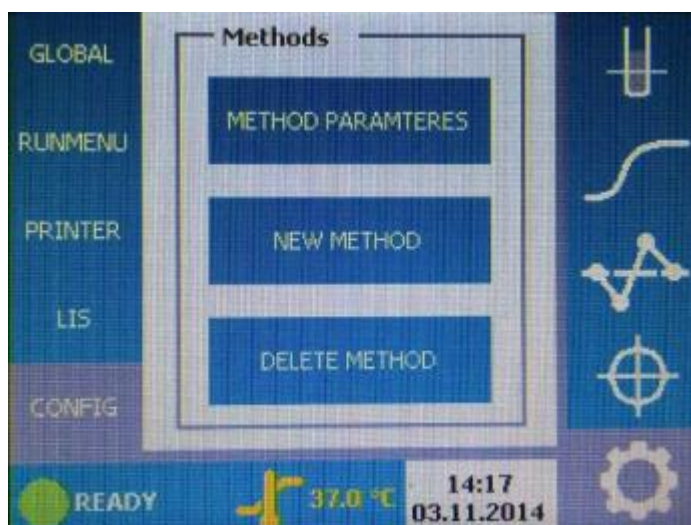 GLOBAL
RUNMENU
PRINTER
LIS
CONFIG
Methods
METHOD PARAMTERES
NEW METHOD
DELETE METHOD
READY
37.0 °C
14:17
03.11.2014